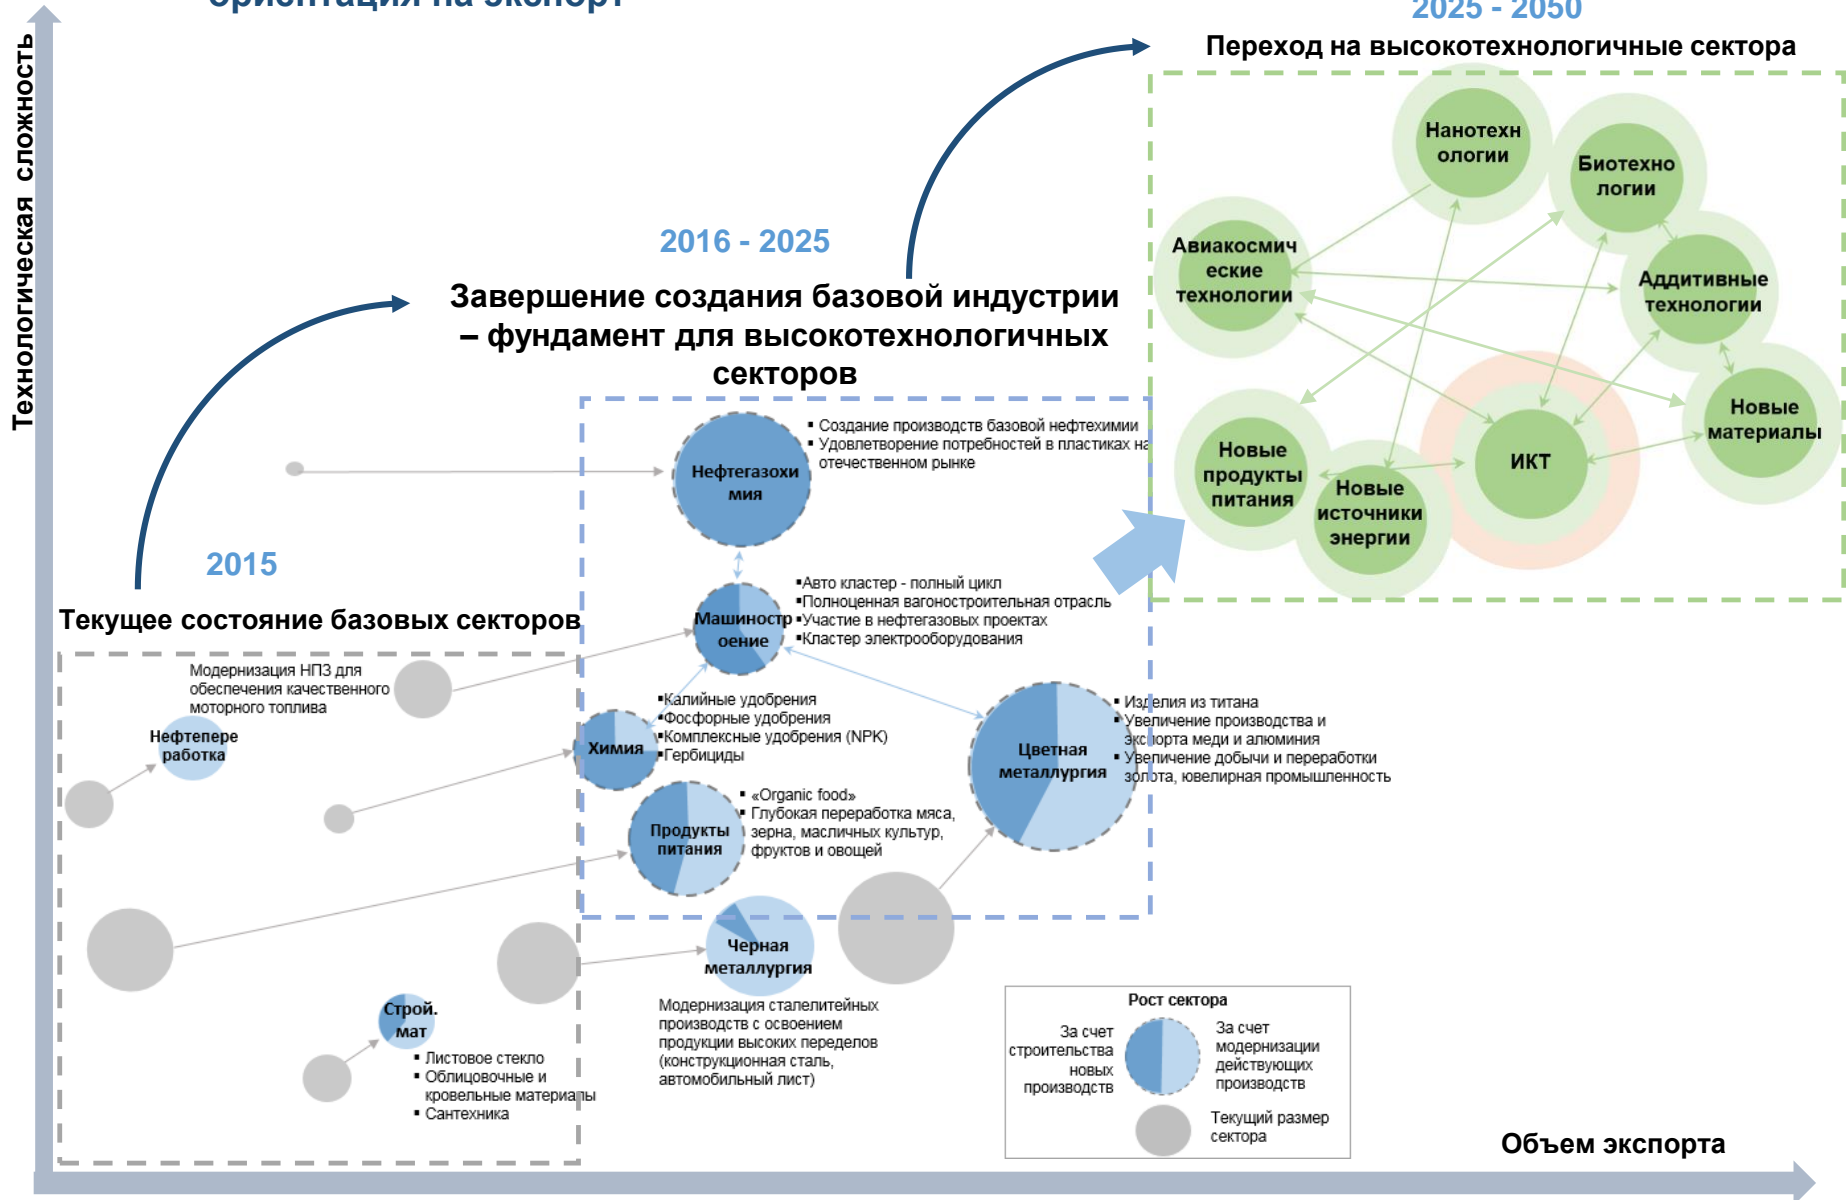 ориентация на экспорт
2025 - 2050
Переход на высокотехнологичные сектора
Технологическая сложность
Нанотехн
ологии
Биотехно
логии
Авиакосмич
еские
технологии
Аддитивные
технологии
Новые
материалы
ИКТ
Новые
продукты
питания
Новые
источники
энергии
2016 - 2025
Завершение создания базовой индустрии
– фундамент для высокотехнологичных
секторов
Нефтегазохи
мия
▪ Создание производств базовой нефтехимии
▪ Удовлетворение потребностей в пластиках на
отечественном рынке
Машиностр
оение
▪Авто кластер - полный цикл
▪Полноценная вагоностроительная отрасль
▪Участие в нефтегазовых проектах
▪Кластер электрооборудования
Химия
▪Калийные удобрения
▪Фосфорные удобрения
▪Комплексные удобрения (NPK)
▪Гербициды
Цветная
металлургия
▪ Изделия из титана
▪ Увеличение производства и
экспорта меди и алюминия
▪ Увеличение добычи и переработки
золота, ювелирная промышленность
Продукты
питания
▪ «Organic food»
▪ Глубокая переработка мяса,
зерна, масличных культур,
фруктов и овощей
Черная
металлургия
Модернизация сталелитейных
производств с освоением
продукции высоких переделов
(конструкционная сталь,
автомобильный лист)
2015
Текущее состояние базовых секторов
Модернизация НПЗ для
обеспечения качественного
моторного топлива
Нефтепере
работка
Строй.
мат
▪ Листовое стекло
▪ Облицовочные и
кровельные материалы
▪ Сантехника
Рост сектора
За счет
строительства
новых
производств
За счет
модернизации
действующих
производств
Текущий размер
сектора
Объем экспорта